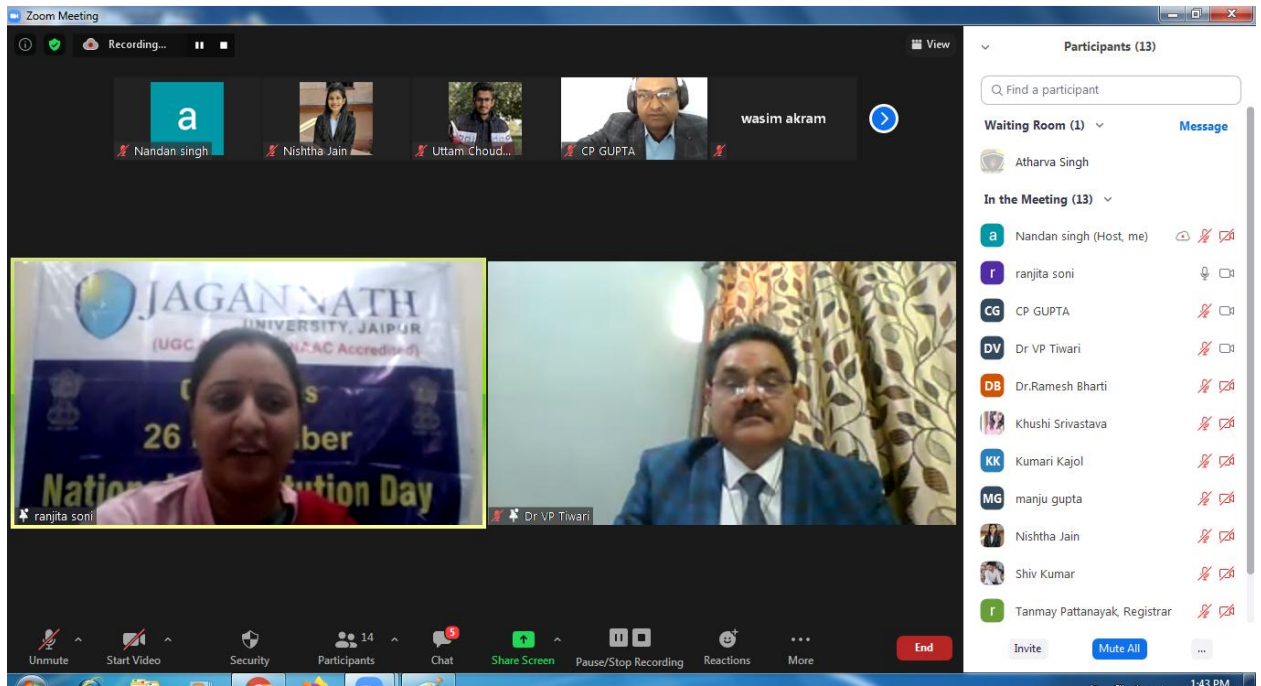 Zoom Meeting
Recording...
View
a
Nandan singh
Nishtha Jain
Uttam Choud...
CP GUPTA
wasim akram
JAGANNATH
UNIVERSITY, JAIPUR
(UGC NAAC Accredited)
26 ber
National tution Day
ranjita soni
Dr VP Tiwari
Unmute
Start Video
Security
14
Participants
5
Chat
Share Screen
Pause/Stop Recording
Reactions
More
End
Participants (13)
Find a participant
Waiting Room (1) Message
Atharva Singh
In the Meeting (13)
a Nandan singh (Host, me)
r ranjita soni
CG CP GUPTA
DV Dr VP Tiwari
DB Dr.Ramesh Bharti
Khushi Srivastava
KK Kumari Kajol
MG manju gupta
Nishtha Jain
Shiv Kumar
r Tanmay Pattanayak, Registrar
Invite Mute All ...
1:43 PM